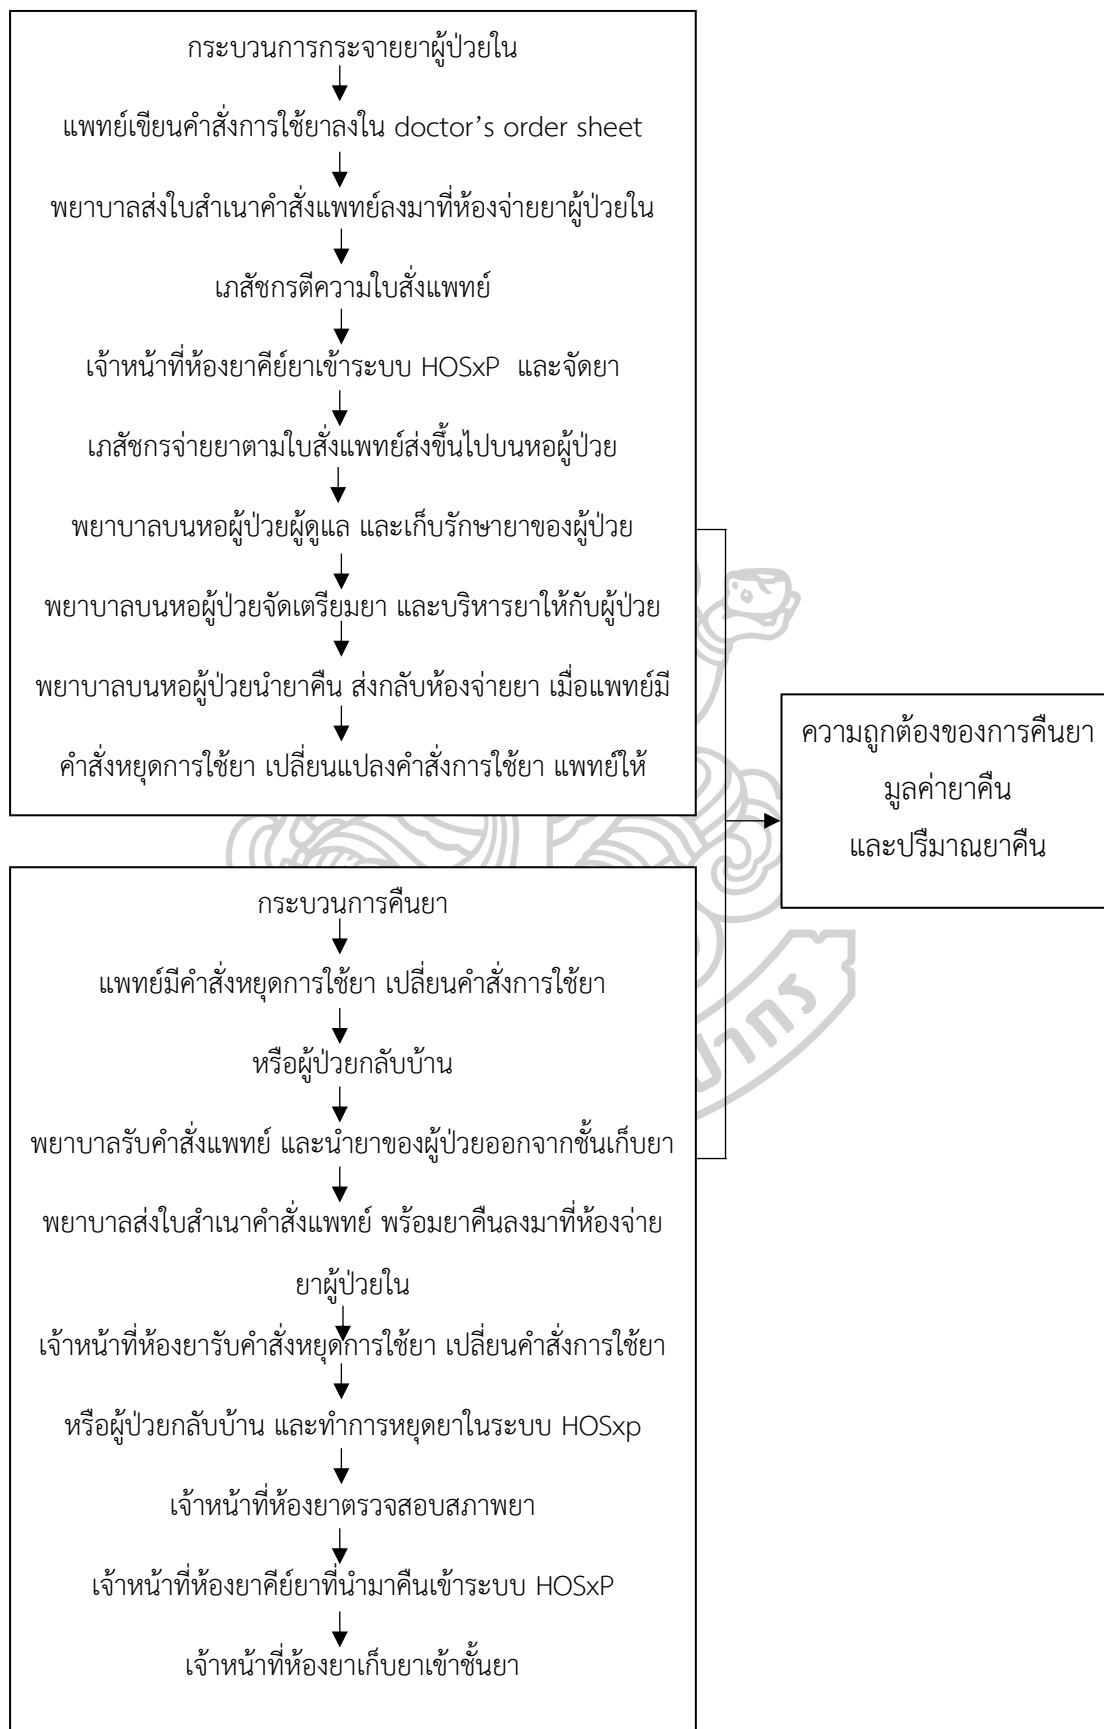 กระบวนการกระจายยาผู้ป่วยใน
แพทย์เขียนคำสั่งการใช้ยาลงใน doctor’s order sheet
พยาบาลส่งใบสำเนาคำสั่งแพทย์ลงมาที่ห้องจ่ายยาผู้ป่วยใน
เภสัชกรตีความใบสั่งแพทย์
เจ้าหน้าที่ห้องยาคีย์ยาเข้าระบบ HOSxP และจัดยา
เภสัชกรจ่ายยาตามใบสั่งแพทย์ส่งขึ้นไปบนหอผู้ป่วย
พยาบาลบนหอผู้ป่วยผู้ดูแล และเก็บรักษายาของผู้ป่วย
พยาบาลบนหอผู้ป่วยจัดเตรียมยา และบริหารยาให้กับผู้ป่วย
พยาบาลบนหอผู้ป่วยนำยาคืน ส่งกลับห้องจ่ายยา เมื่อแพทย์มี
คำสั่งหยุดการใช้ยา เปลี่ยนแปลงคำสั่งการใช้ยา แพทย์ให้
ความถูกต้องของการคืนยา
มูลค่ายาคืน
และปรีมาณยาคืน
กระบวนการคืนยา
แพทย์มีคำสั่งหยุดการใช้ยา เปลี่ยนคำสั่งการใช้ยา
หรือผู้ป่วยกลับบ้าน
พยาบาลรับคำสั่งแพทย์ และนำยาของผู้ป่วยออกจากชั้นเก็บยา
พยาบาลส่งใบสำเนาคำสั่งแพทย์ พร้อมยาคืนลงมาที่ห้องจ่าย
ยาผู้ป่วยใน
เจ้าหน้าที่ห้องยารับคำสั่งหยุดการใช้ยา เปลี่ยนคำสั่งการใช้ยา
หรือผู้ป่วยกลับบ้าน และทำการหยุดยาในระบบ HOSxp
เจ้าหน้าที่ห้องยาตรวจสอบสภาพยา
เจ้าหน้าที่ห้องยาคีย์ยาที่นำมาคืนเข้าระบบ HOSxP
เจ้าหน้าที่ห้องยาเก็บยาเข้าชั้นยา